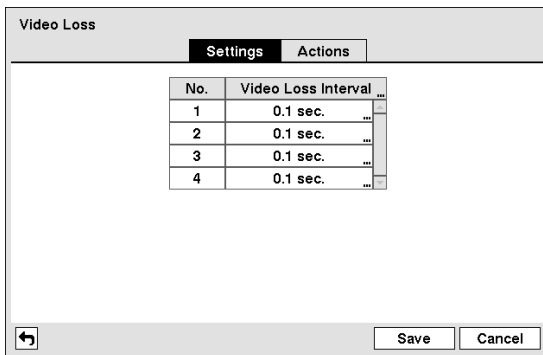 Video Loss
Settings Actions
No. Video Loss Interval ...
1 0.1 sec. ...
2 0.1 sec. ...
3 0.1 sec. ...
4 0.1 sec. ...
Save Cancel